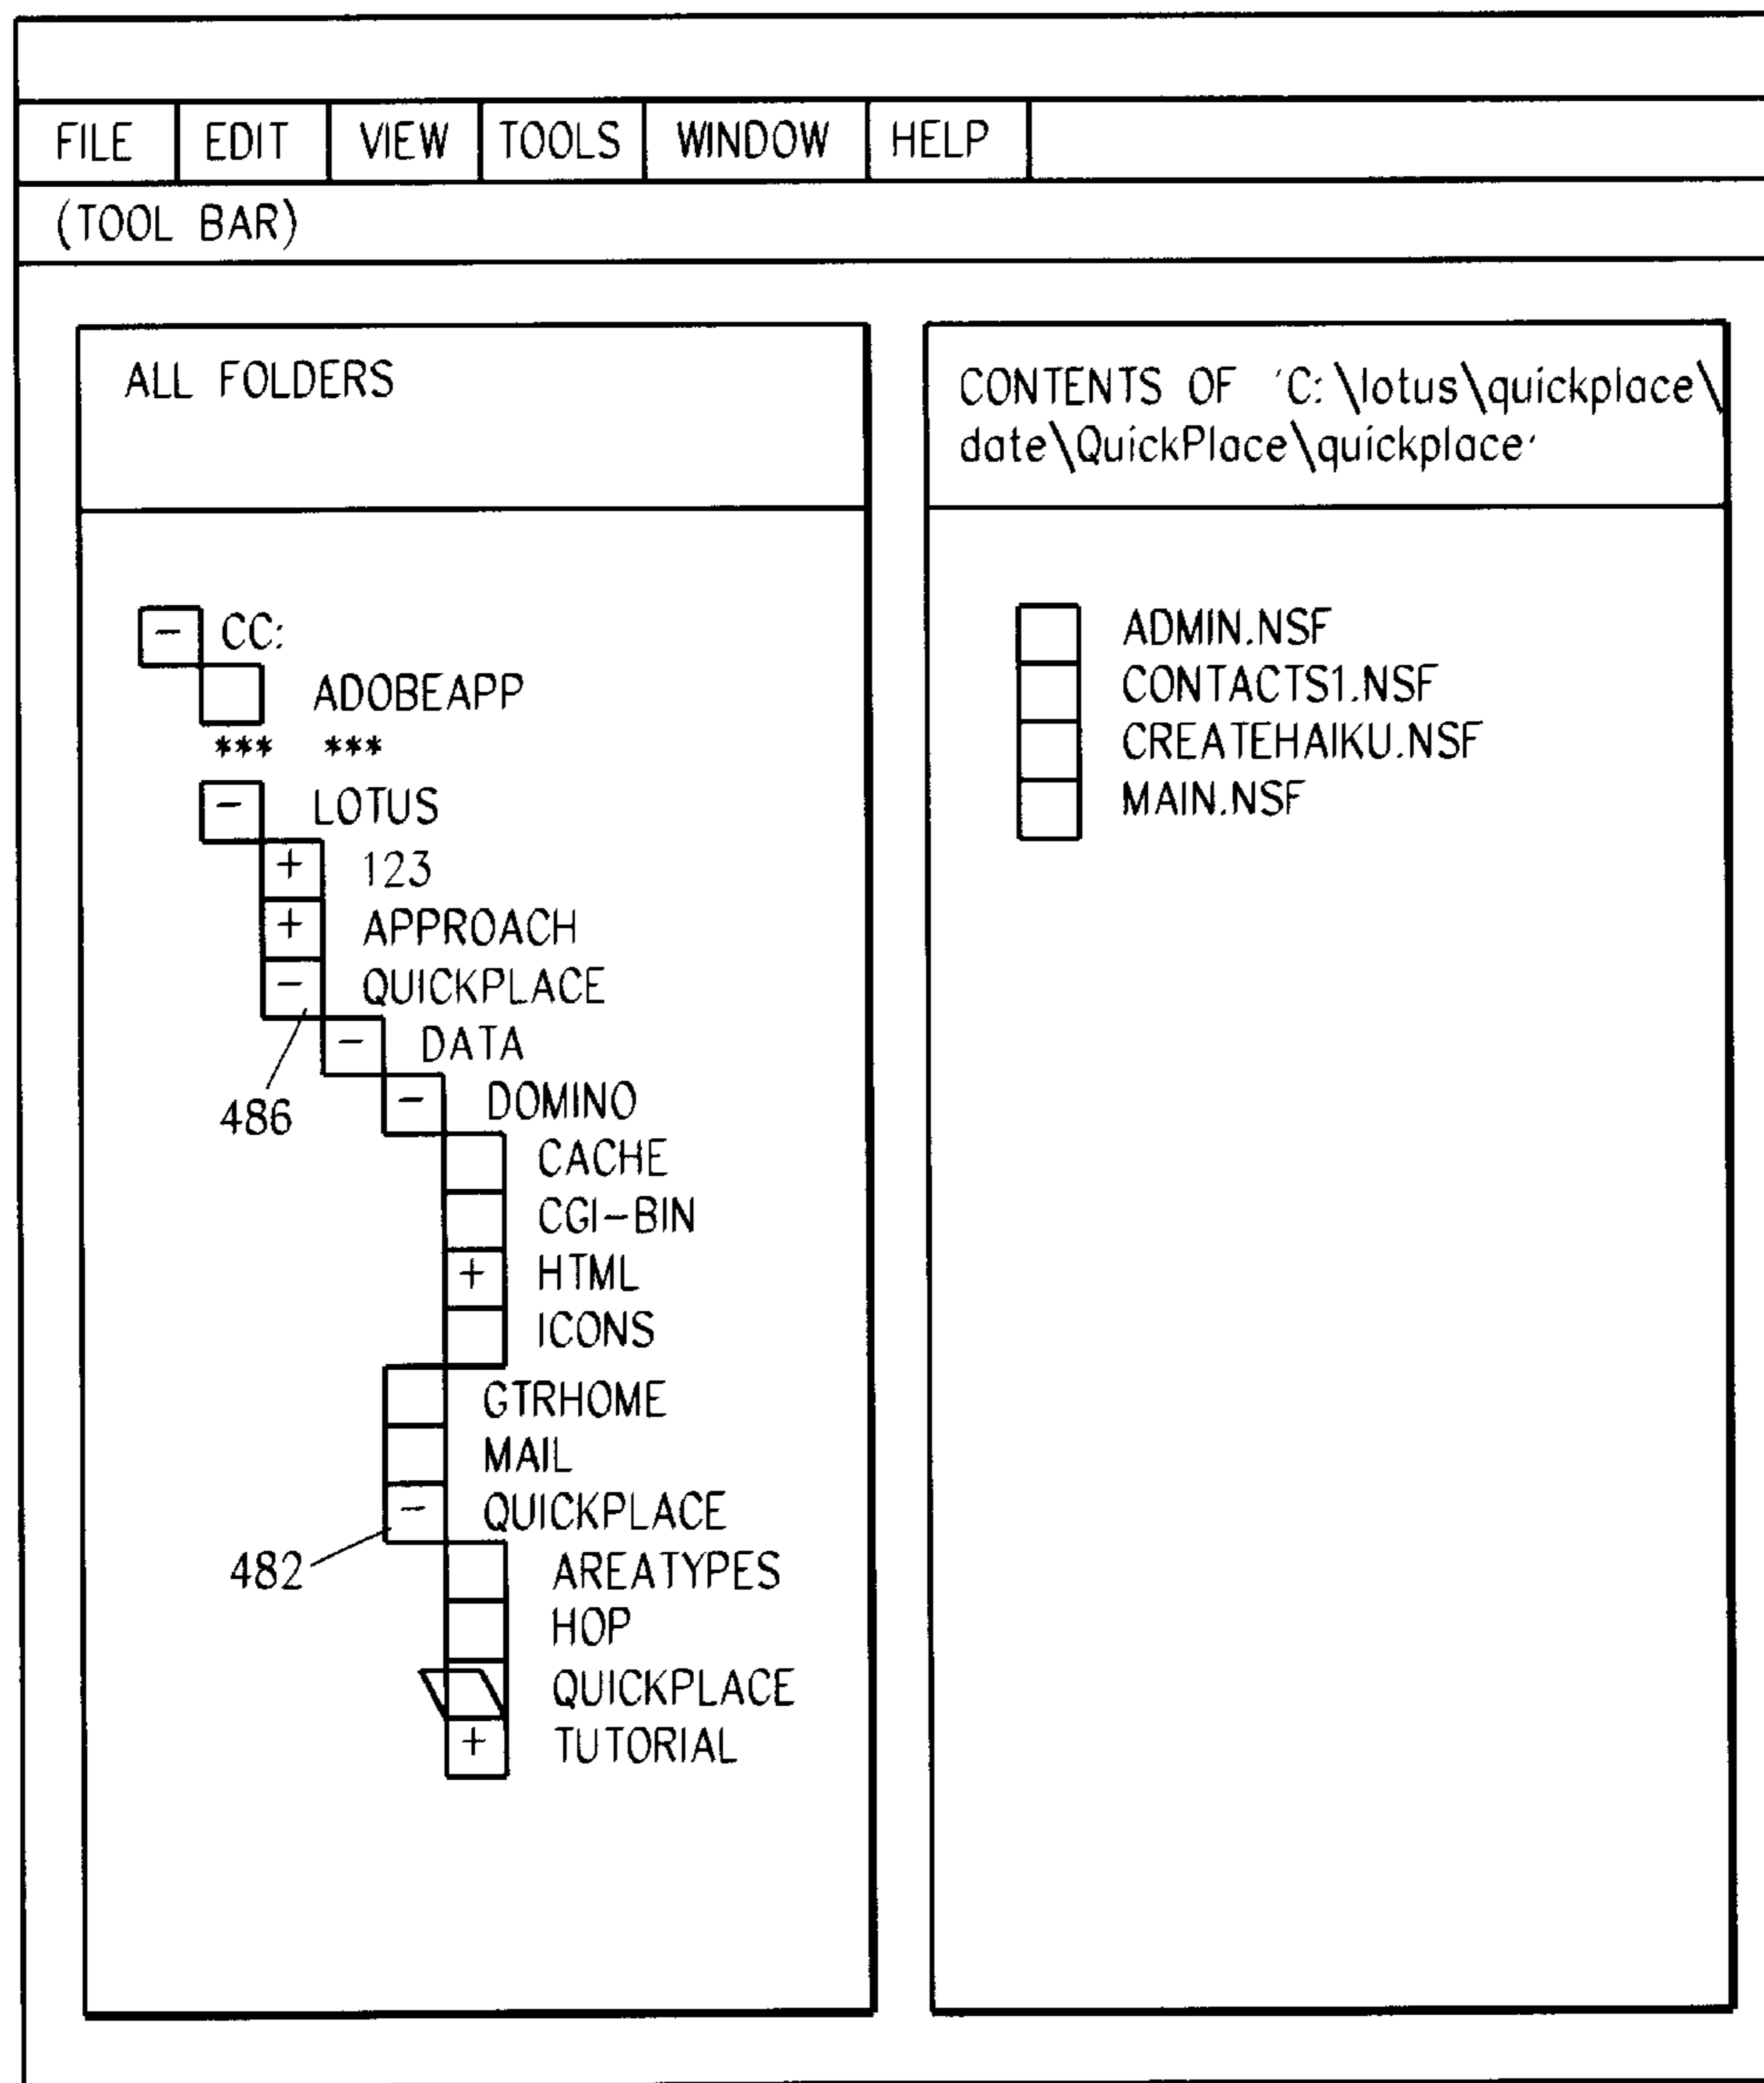 FILE EDIT VIEW TOOLS WINDOW HELP
(TOOL BAR)
ALL FOLDERS
- CC:
ADOBEAPP
*** ***
- LOTUS
+ 123
+ APPROACH
- QUICKPLACE
- DATA
486
- DOMINO
CACHE
CGI-BIN
+ HTML
ICONS
GTRHOME
MAIL
- QUICKPLACE
482
AREATYPES
HOP
QUICKPLACE
+ TUTORIAL
CONTENTS OF 'C:\lotus\quickplace\
date\QuickPlace\quickplace'
ADMIN.NSF
CONTACTS1.NSF
CREATEHAIKU.NSF
MAIN.NSF